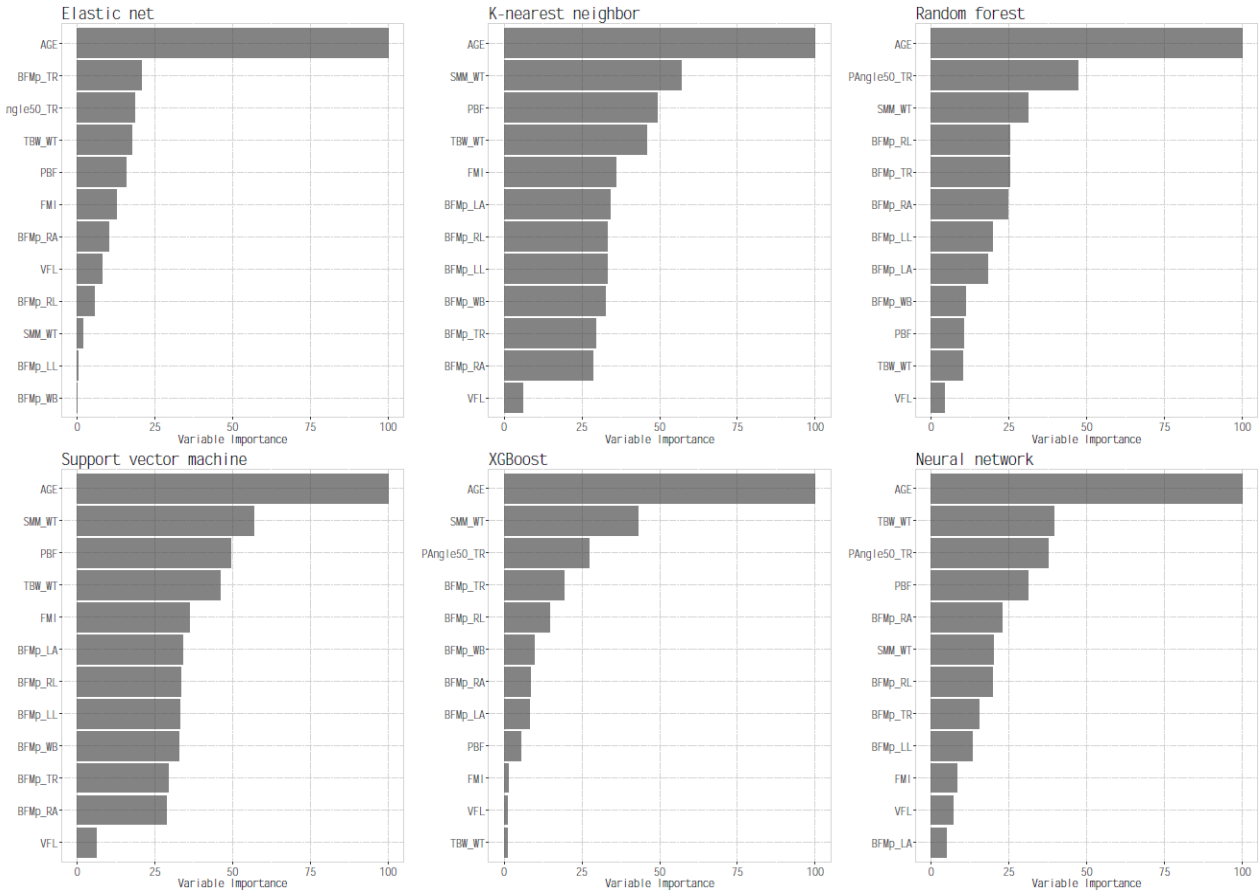 Elastic net
AGE
BFMp_TR
ngle50_TR
TBW_WT
PBF
FMI
BFMp_RA
VFL
BFMp_RL
SMM_WT
BFMp_LL
BFMp_WB
0 25 50 75 100
Variable Importance
K-nearest neighbor
AGE
SMM_WT
PBF
TBW_WT
FMI
BFMp_LA
BFMp_RL
BFMp_LL
BFMp_WB
BFMp_TR
BFMp_RA
VFL
0 25 50 75 100
Variable Importance
Random forest
AGE
PAngle50_TR
SMM_WT
BFMp_RL
BFMp_TR
BFMp_RA
BFMp_LL
BFMp_LA
BFMp_WB
PBF
TBW_WT
VFL
0 25 50 75 100
Variable Importance
Support vector machine
AGE
SMM_WT
PBF
TBW_WT
FMI
BFMp_LA
BFMp_RL
BFMp_LL
BFMp_WB
BFMp_TR
BFMp_RA
VFL
0 25 50 75 100
Variable Importance
XGBoost
AGE
SMM_WT
PAngle50_TR
BFMp_TR
BFMp_RL
BFMp_WB
BFMp_RA
BFMp_LA
PBF
FMI
VFL
TBW_WT
0 25 50 75 100
Variable Importance
Neural network
AGE
TBW_WT
PAngle50_TR
PBF
BFMp_RA
SMM_WT
BFMp_RL
BFMp_TR
BFMp_LL
FMI
VFL
BFMp_LA
0 25 50 75 100
Variable Importance